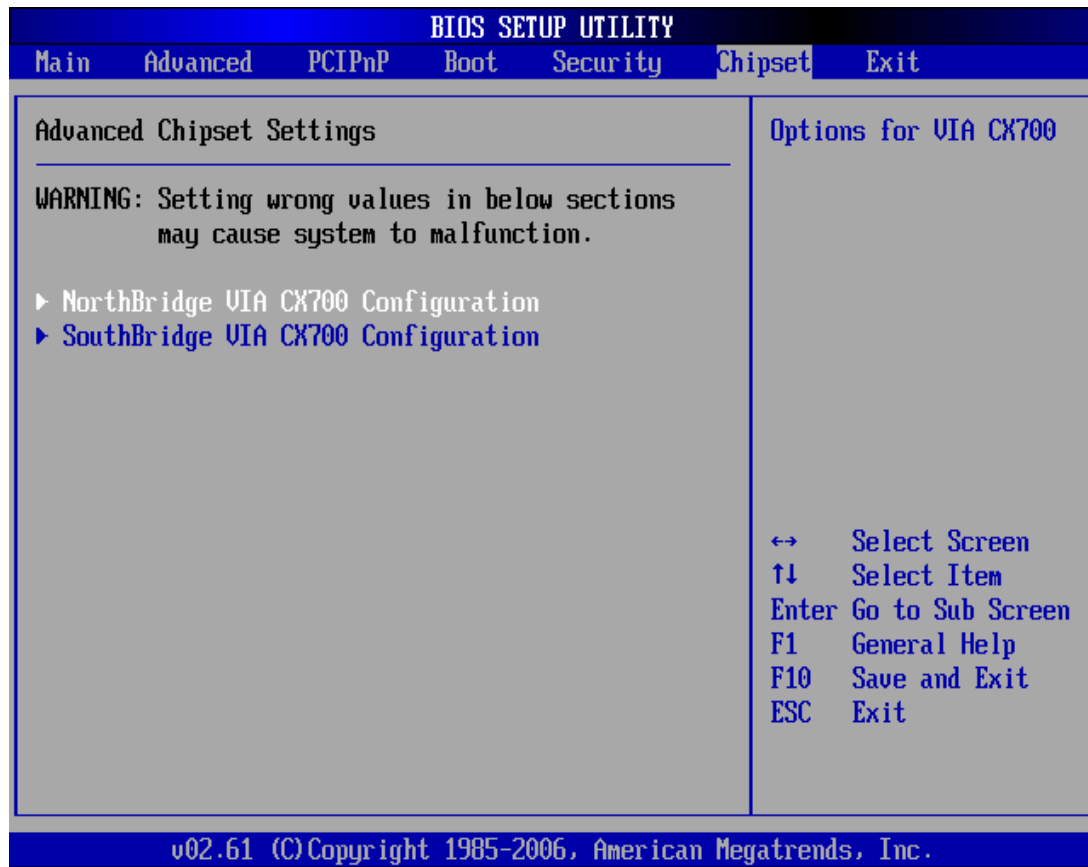 BIOS SETUP UTILITY
Main Advanced PCIPnP Boot Security Chipset Exit
Advanced Chipset Settings
WARNING: Setting wrong values in below sections
may cause system to malfunction.
▶ NorthBridge VIA CX700 Configuration
▶ SouthBridge VIA CX700 Configuration
Options for VIA CX700
↔ Select Screen
↑↓ Select Item
Enter Go to Sub Screen
F1 General Help
F10 Save and Exit
ESC Exit
v02.61 (C)Copyright 1985-2006, American Megatrends, Inc.